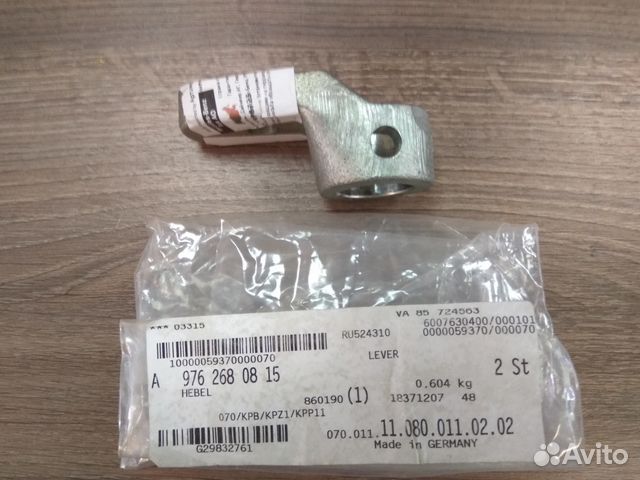 *** 03315
VA 85 724563
RU524310
6007630400/000101
0000059370/000070
10000059370000070
LEVER
A 976 268 08 15
2 St
HEBEL
0.604 kg
860190 (1)
18371207 48
070/KPB/KPZ1/KPP11
070.011.11.080.011.02.02
G29832761
Made in GERMANY
Avito